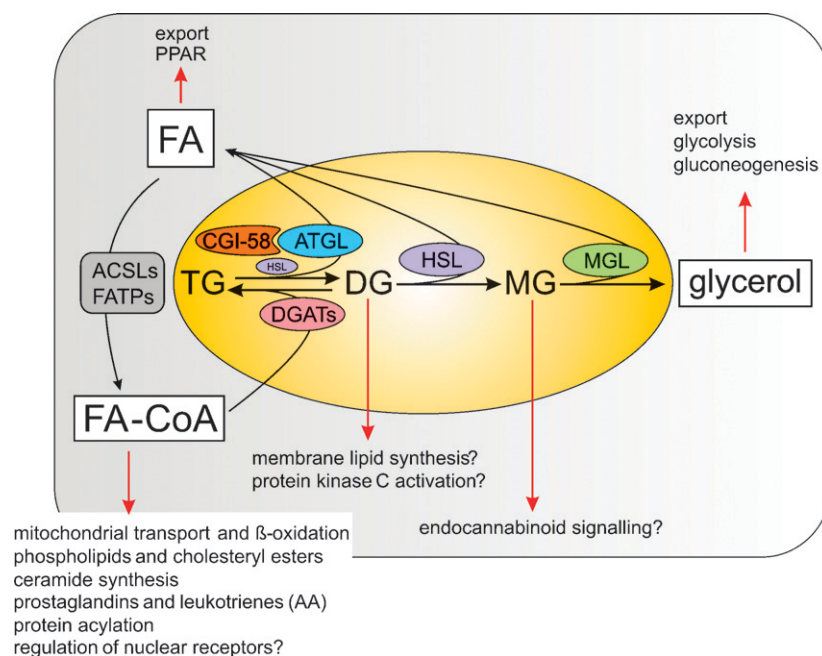 export
PPAR
FA
export
glycolysis
gluconeogenesis
CGI-58
ATGL
ACSLs
FATPs
HSL
TG
DG
HSL
MG
MGL
glycerol
DGATs
FA-CoA
membrane lipid synthesis?
protein kinase C activation?
endocannabinoid signalling?
mitochondrial transport and ß-oxidation
phospholipids and cholesteryl esters
ceramide synthesis
prostaglandins and leukotrienes (AA)
protein acylation
regulation of nuclear receptors?